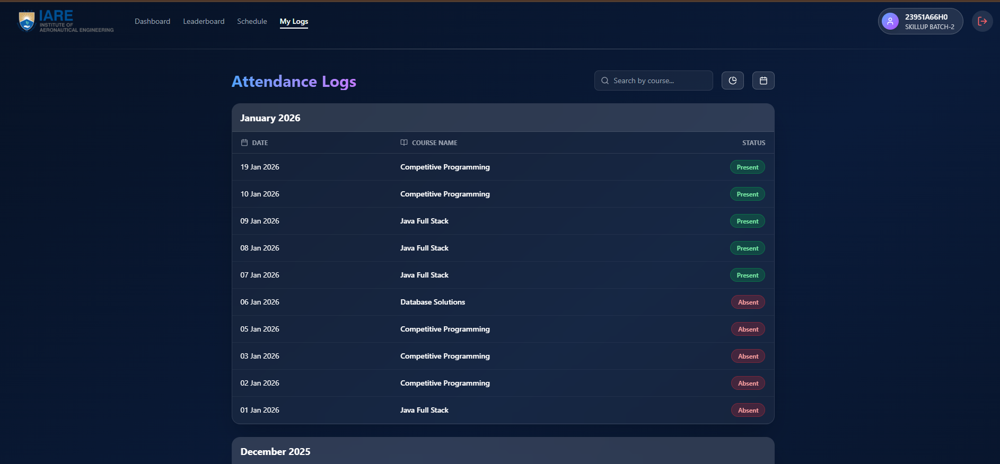 IARE
INSTITUTE OF
AERONAUTICAL ENGINEERING
Dashboard Leaderboard Schedule My Logs
23951A66H0
SKILLUP BATCH-2
Attendance Logs
Search by course...
January 2026
DATE COURSE NAME STATUS
19 Jan 2026 Competitive Programming Present
10 Jan 2026 Competitive Programming Present
09 Jan 2026 Java Full Stack Present
08 Jan 2026 Java Full Stack Present
07 Jan 2026 Java Full Stack Present
06 Jan 2026 Database Solutions Absent
05 Jan 2026 Competitive Programming Absent
03 Jan 2026 Competitive Programming Absent
02 Jan 2026 Competitive Programming Absent
01 Jan 2026 Java Full Stack Absent
December 2025